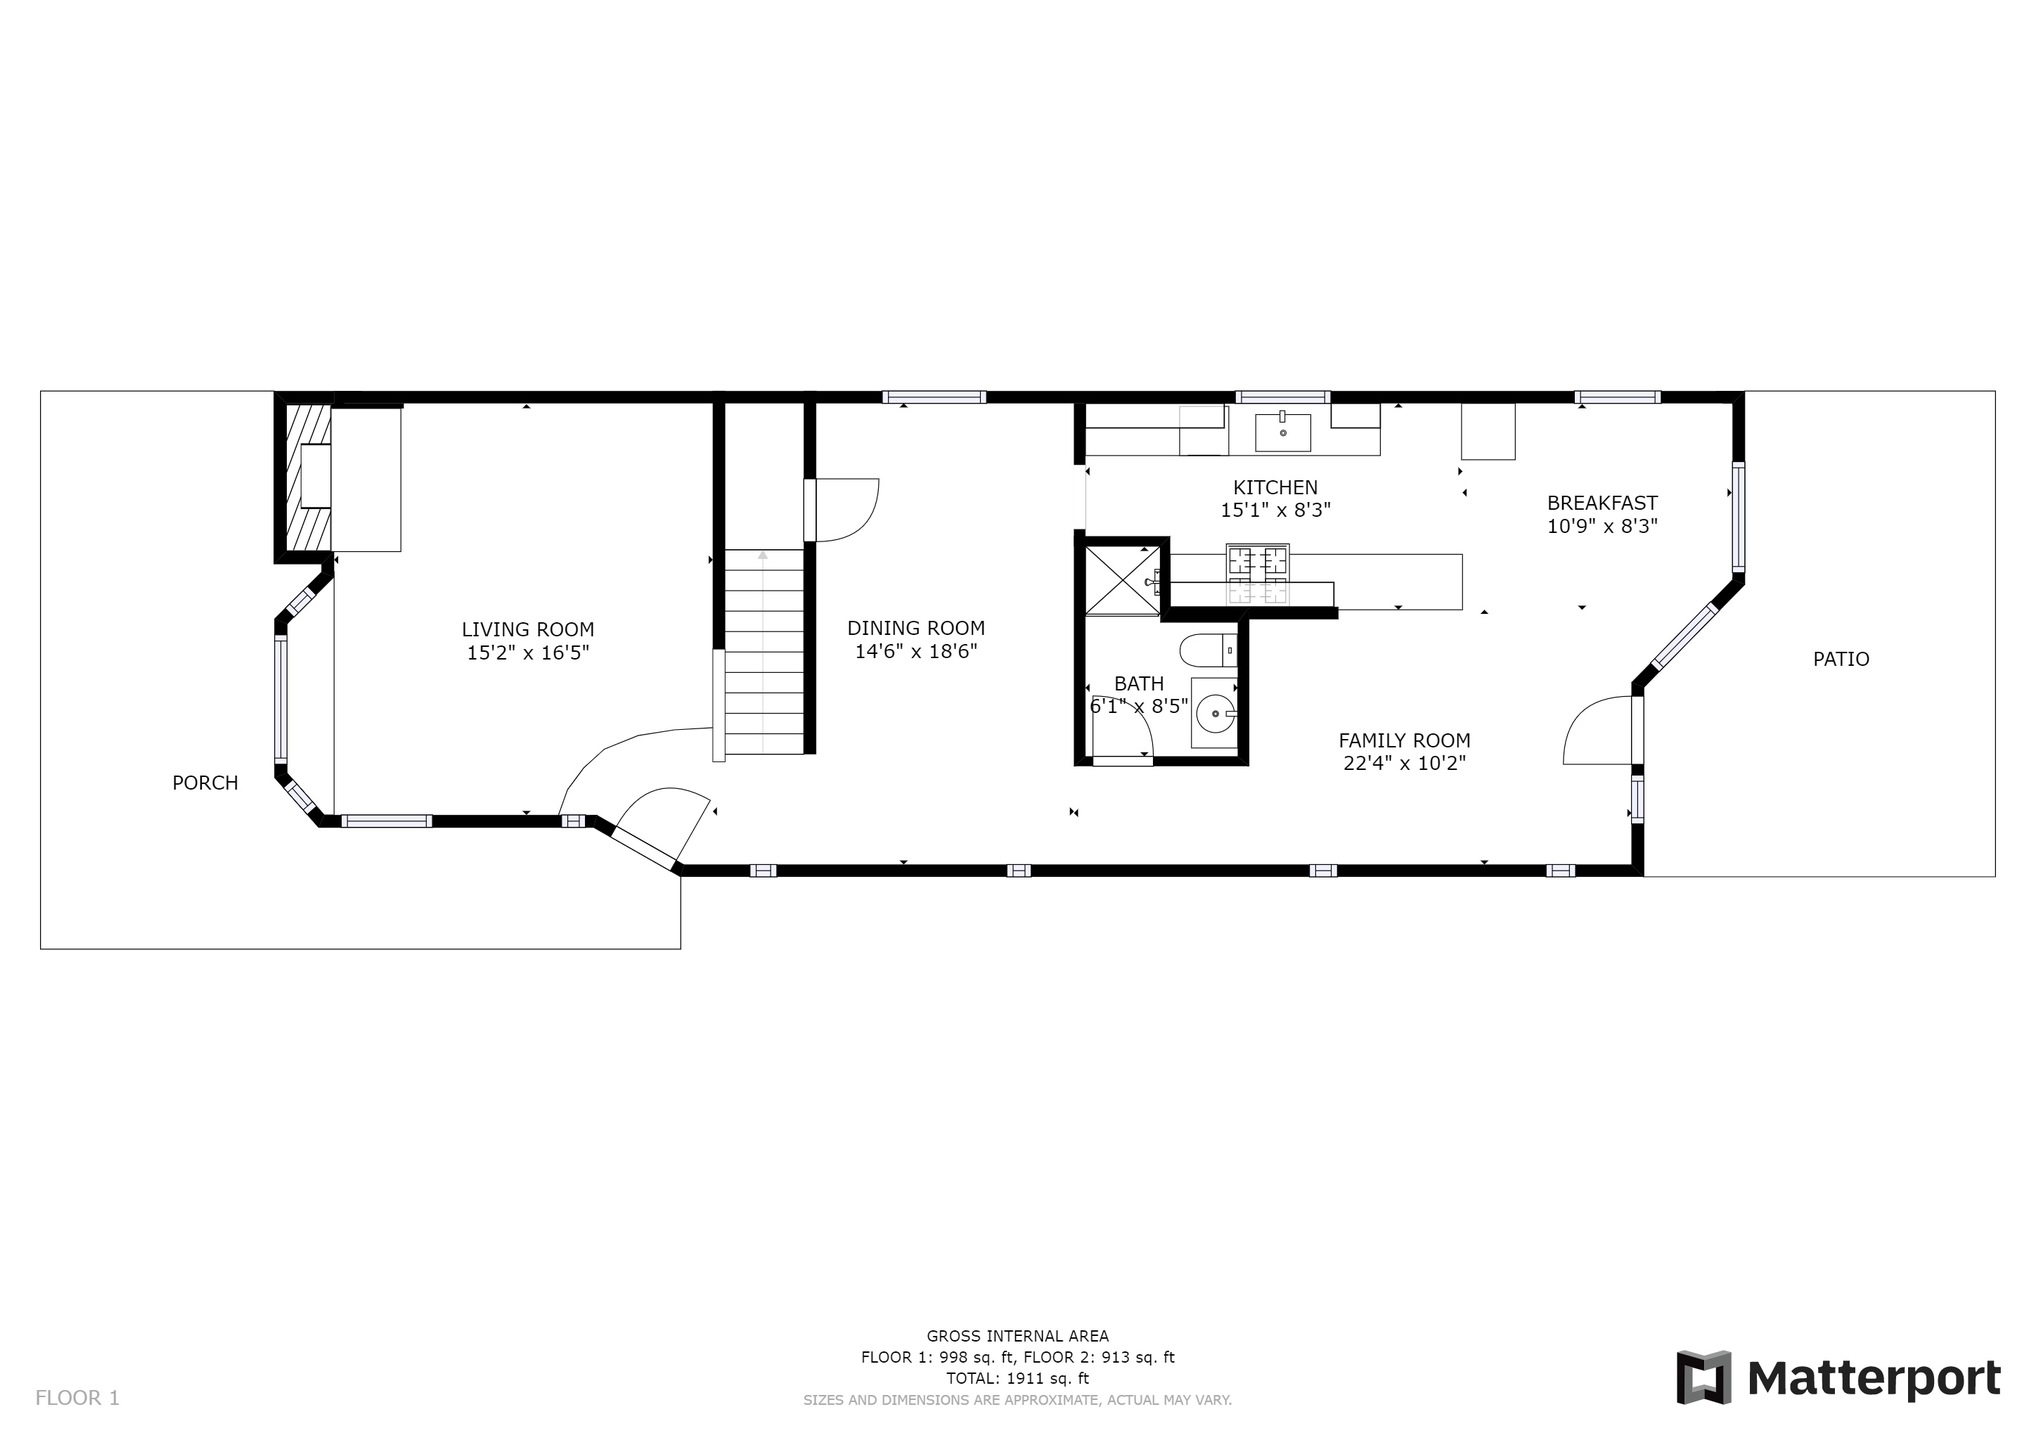 KITCHEN
15'1" x 8'3"
BREAKFAST
10'9" x 8'3"
LIVING ROOM
15'2" x 16'5"
DINING ROOM
14'6" x 18'6"
PATIO
BATH
6'1" x 8'5"
FAMILY ROOM
22'4" x 10'2"
PORCH
GROSS INTERNAL AREA
FLOOR 1: 998 sq. ft, FLOOR 2: 913 sq. ft
TOTAL: 1911 sq. ft
SIZES AND DIMENSIONS ARE APPROXIMATE, ACTUAL MAY VARY.
FLOOR 1
Matterport